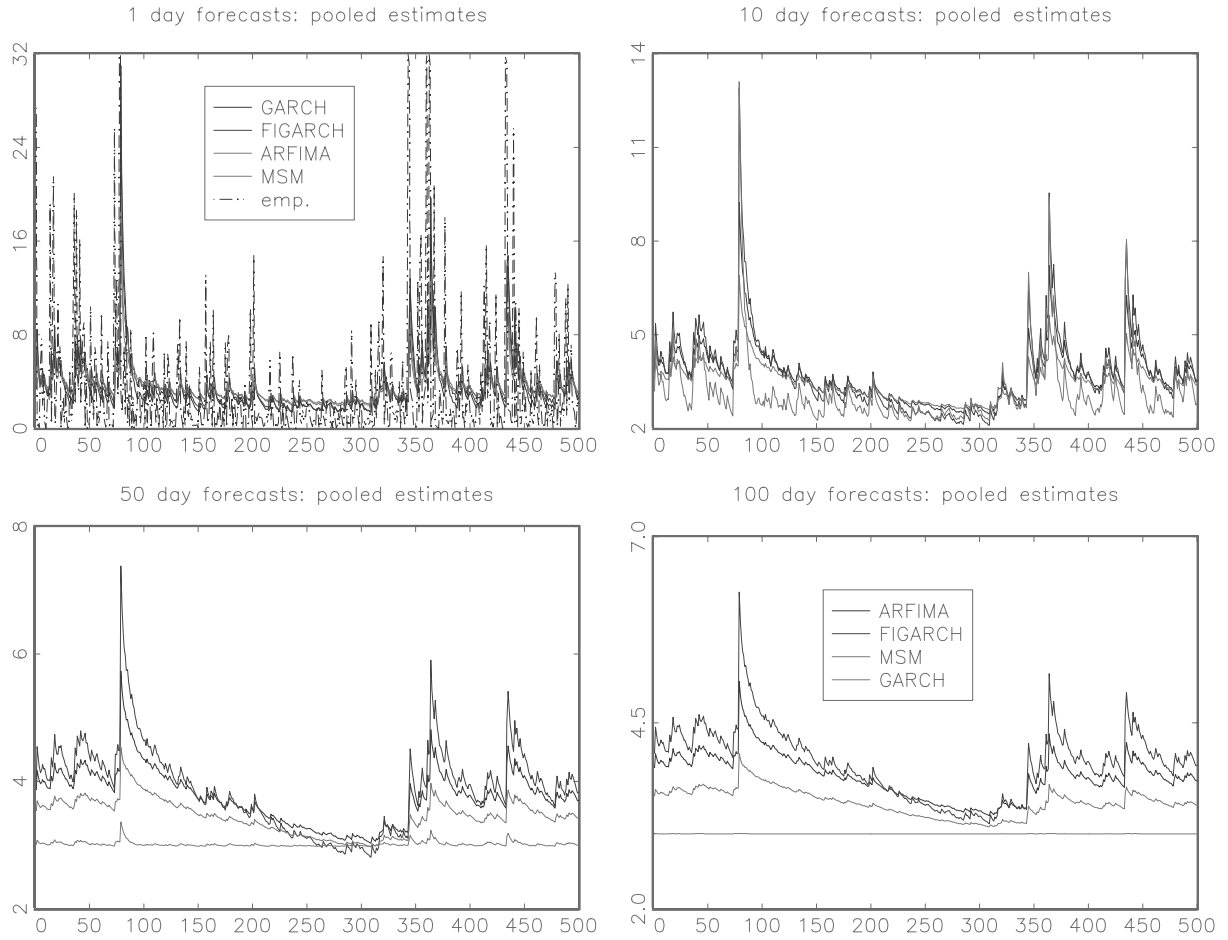 1 day forecasts: pooled estimates
32
24
16
8
0
GARCH
FIGARCH
ARFIMA
MSM
emp.
0 50 100 150 200 250 300 350 400 450 500
10 day forecasts: pooled estimates
14
11
8
5
2
0 50 100 150 200 250 300 350 400 450 500
50 day forecasts: pooled estimates
8
6
4
2
0 50 100 150 200 250 300 350 400 450 500
100 day forecasts: pooled estimates
7.0
4.5
2.0
ARFIMA
FIGARCH
MSM
GARCH
0 50 100 150 200 250 300 350 400 450 500